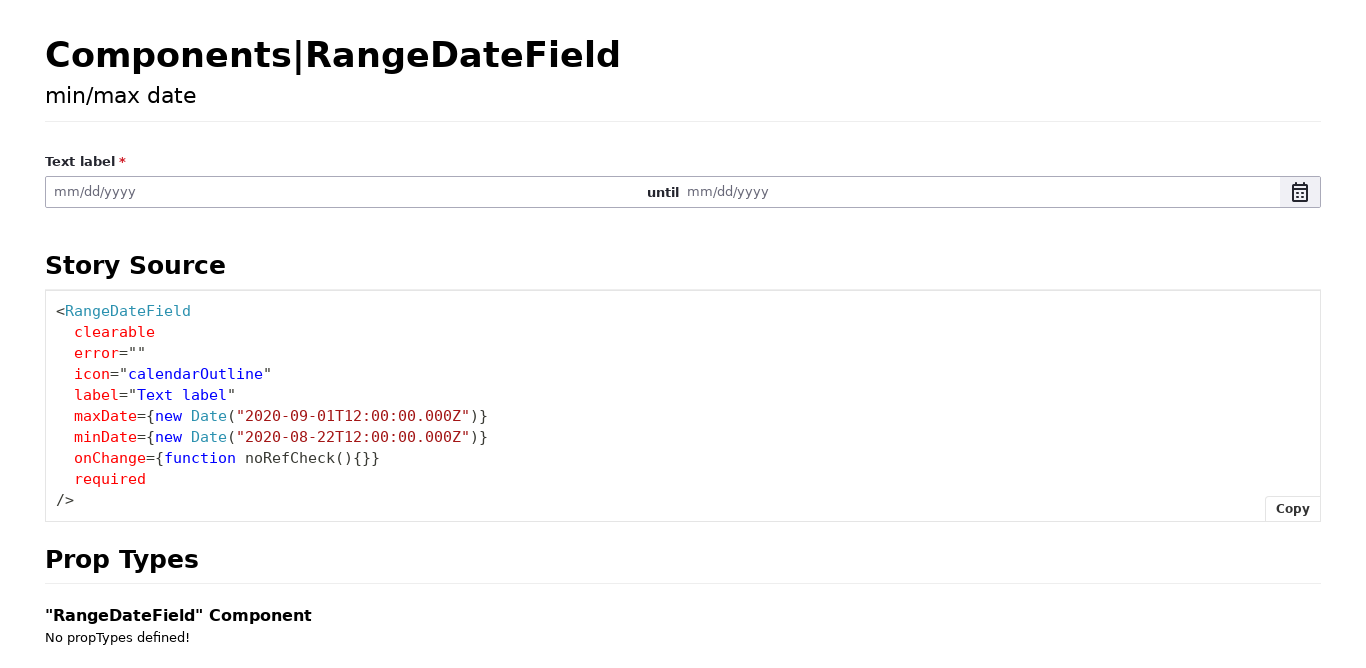 Components|RangeDateField
min/max date
Text label *
mm/dd/yyyy until mm/dd/yyyy
Story Source
<RangeDateField
  clearable
  error=""
  icon="calendarOutline"
  label="Text label"
  maxDate={new Date("2020-09-01T12:00:00.000Z")}
  minDate={new Date("2020-08-22T12:00:00.000Z")}
  onChange={function noRefCheck(){}}
  required
/>
Copy
Prop Types
"RangeDateField" Component
No propTypes defined!